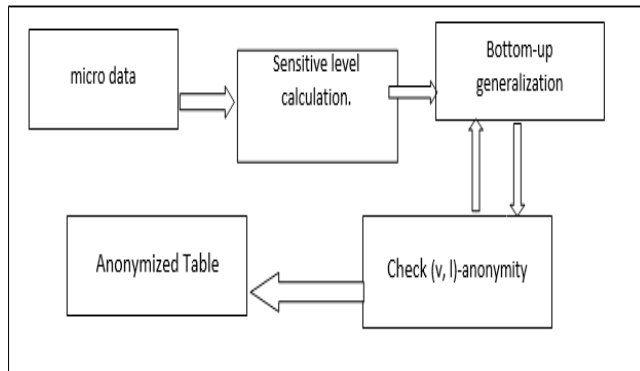 micro data
Sensitive level
calculation.
Bottom-up
generalization
Anonymized Table
Check (v, l)-anonymity